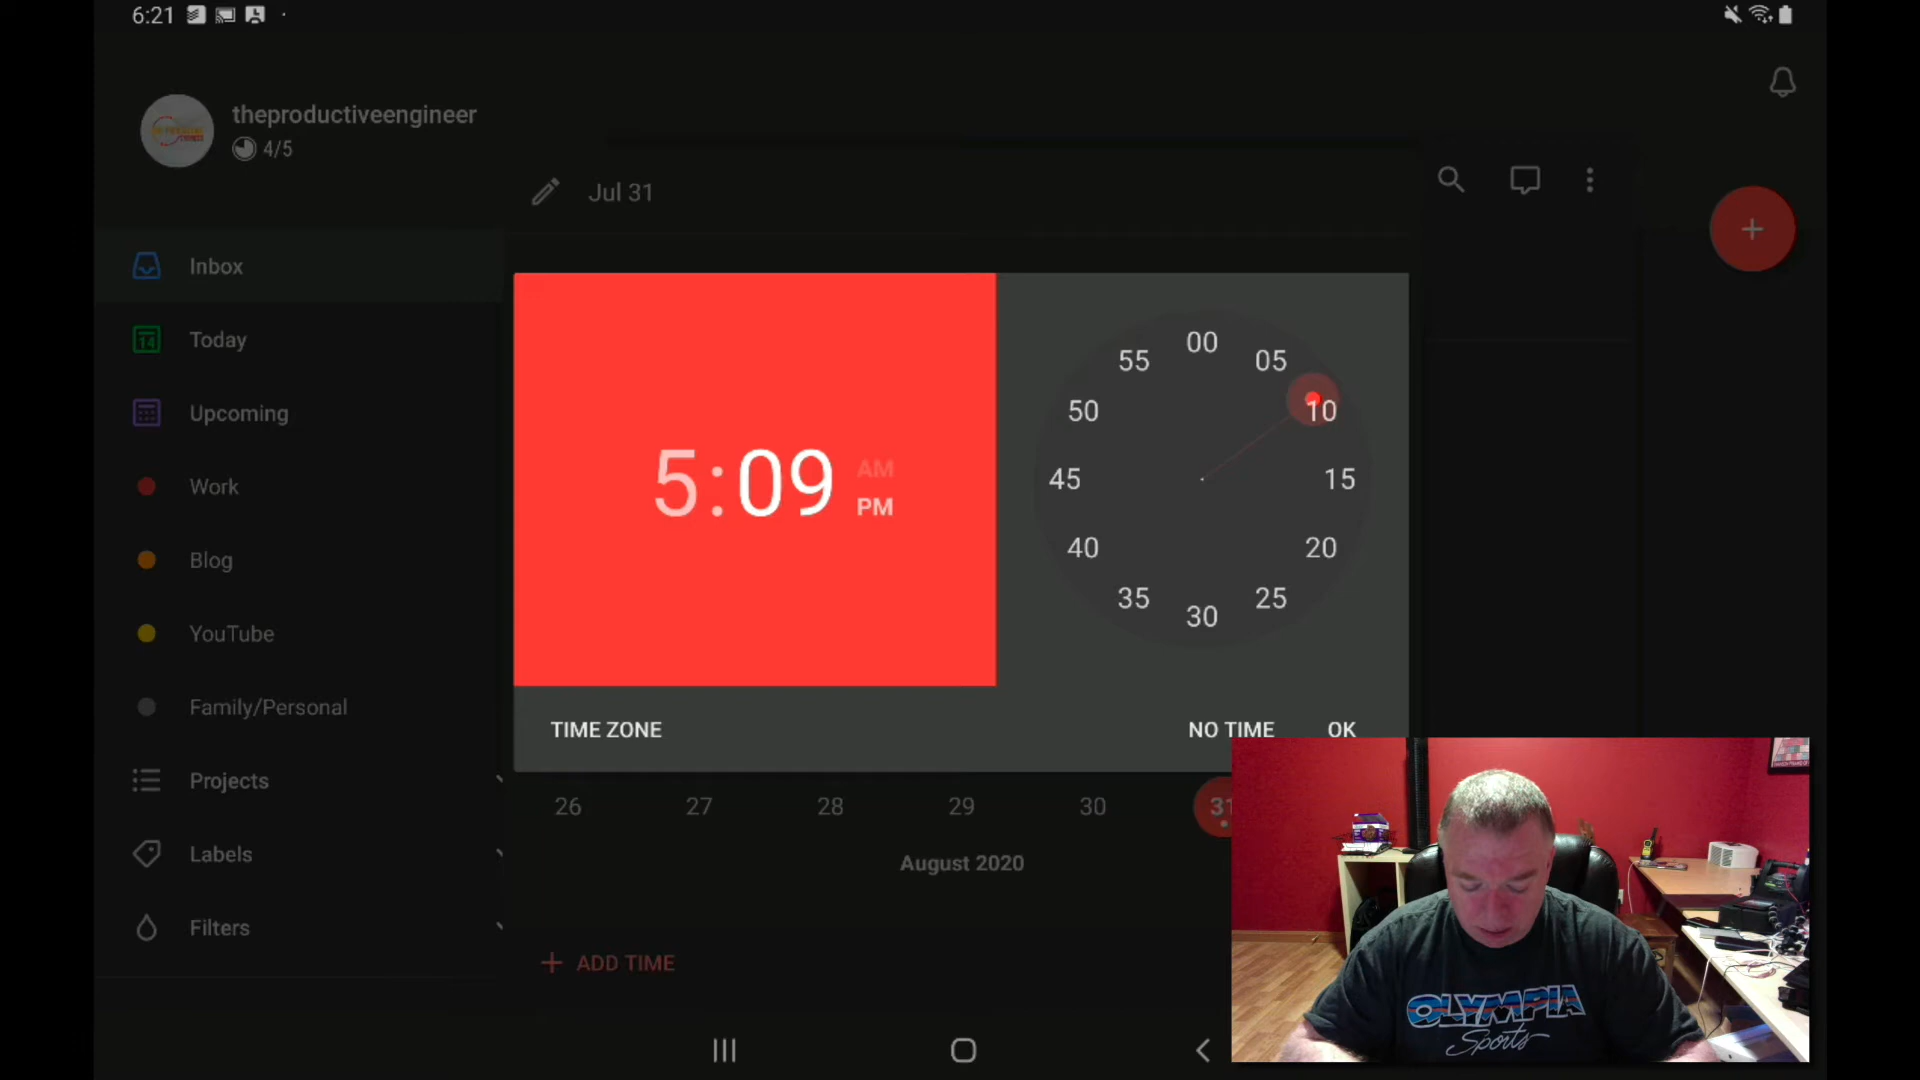 6:21
theproductiveengineer
4/5
Jul 31
Inbox
14
Today
Upcoming
Work
Blog
YouTube
Family/Personal
Projects
Labels
Filters
5:09
AM
PM
00
05
10
15
20
25
30
35
40
45
50
55
TIME ZONE
NO TIME
OK
26 27 28 29 30 31
August 2020
+ ADD TIME
OLYMPIA
Sports